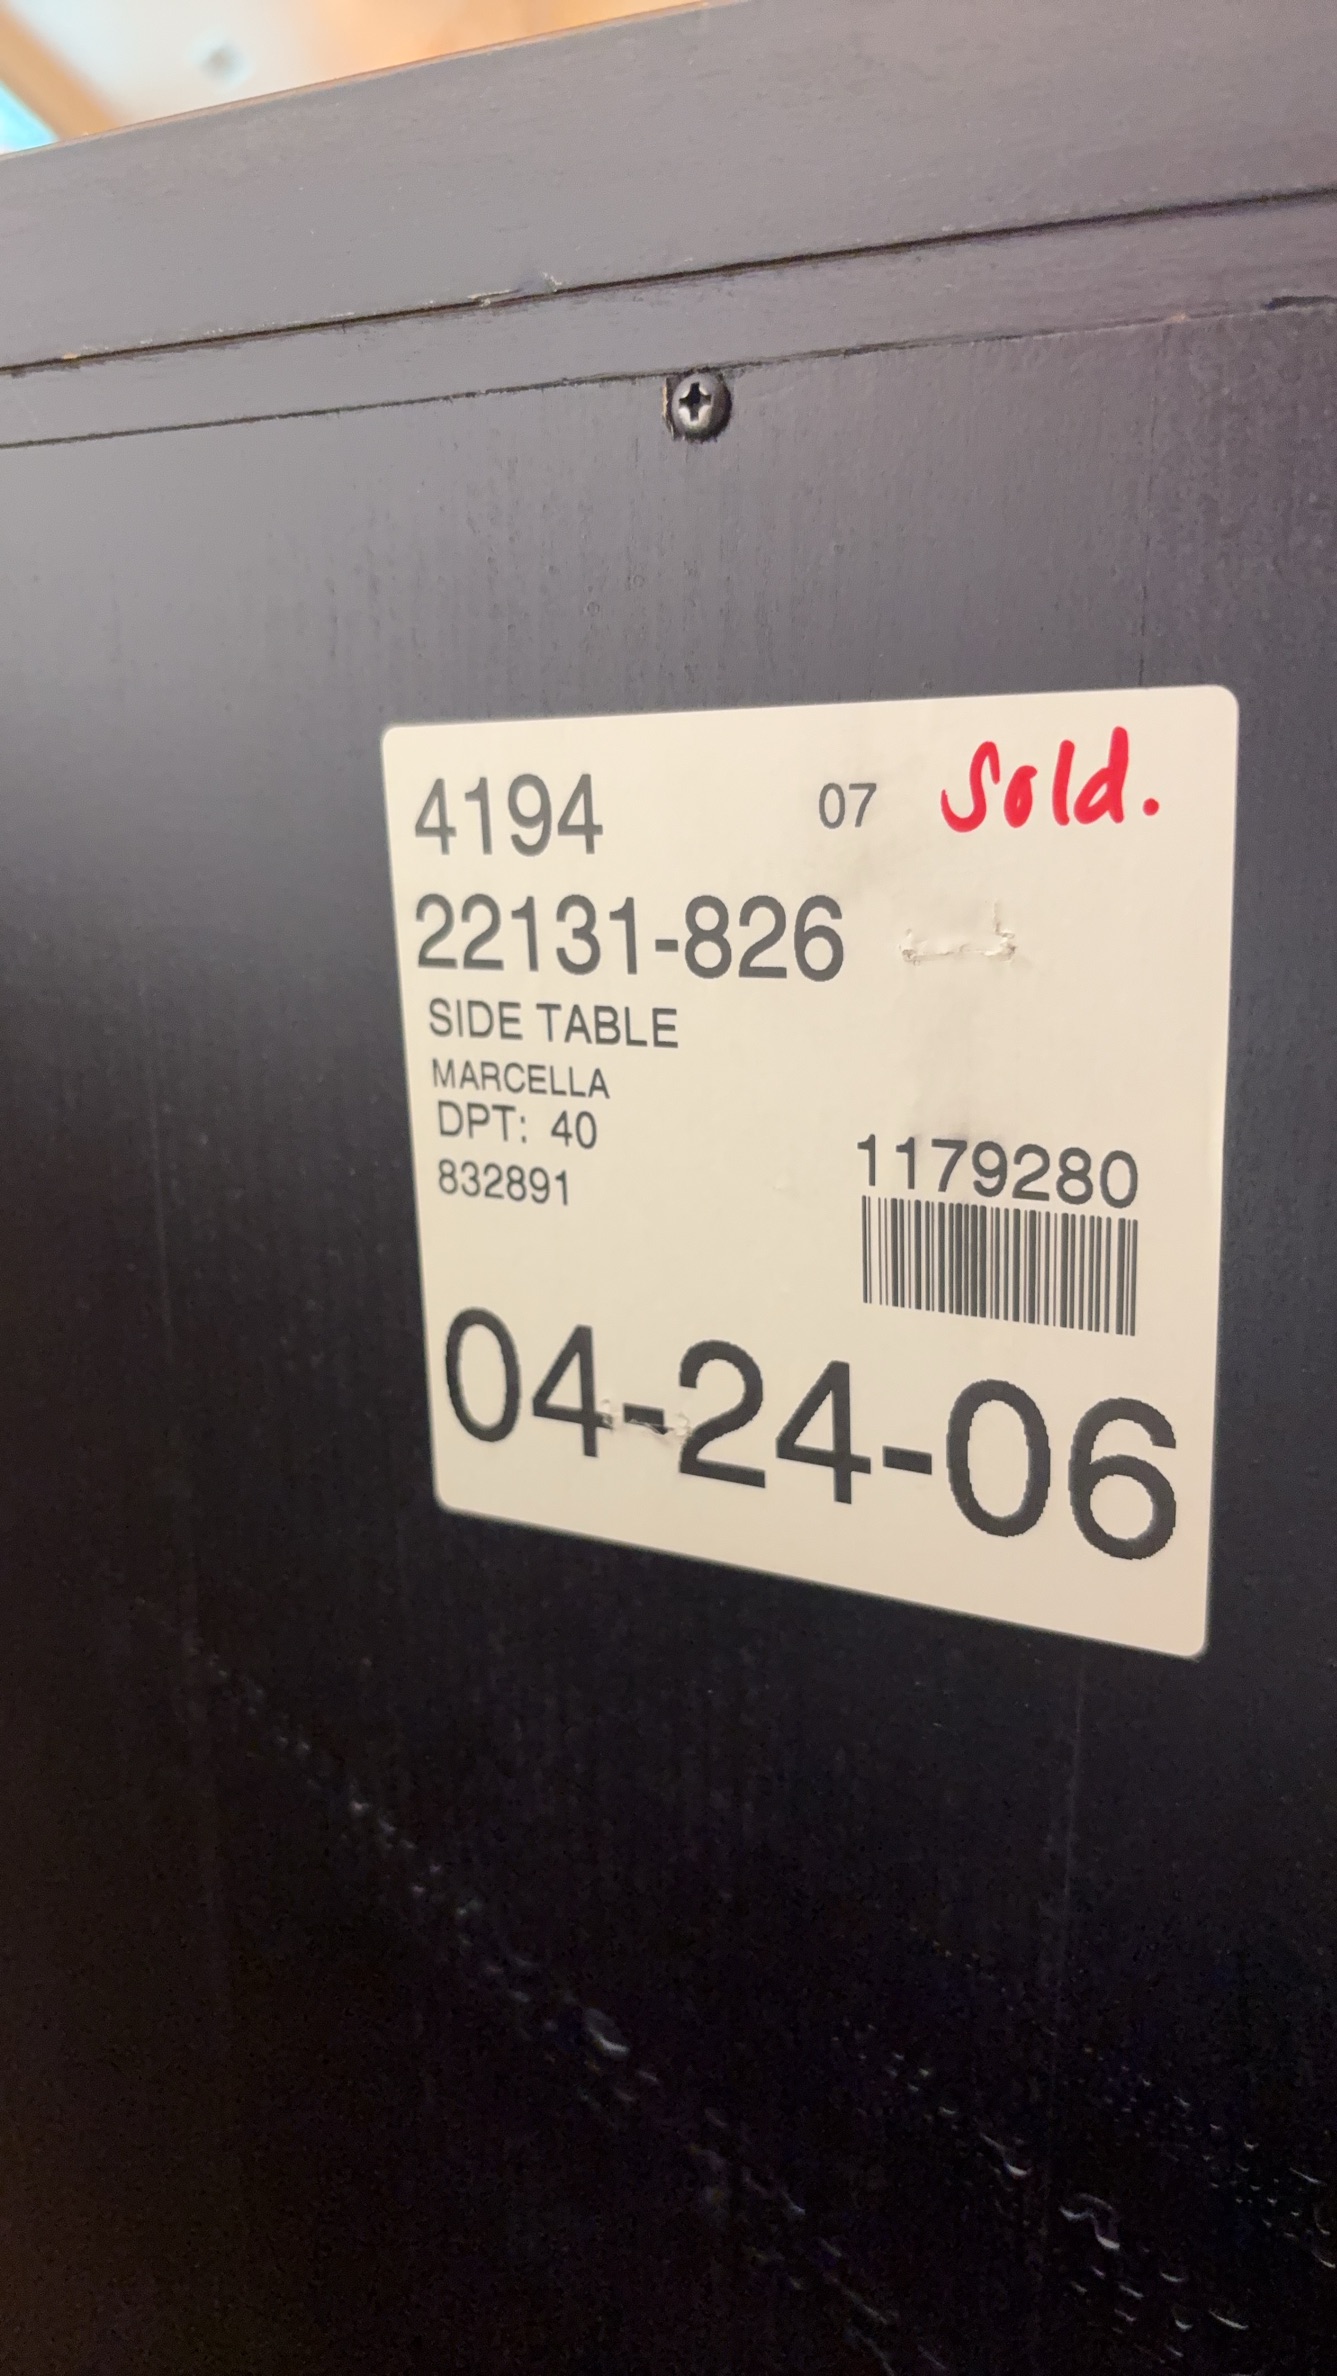 4194 07 Sold.
22131-826
SIDE TABLE
MARCELLA
DPT: 40
832891
1179280
04-24-06